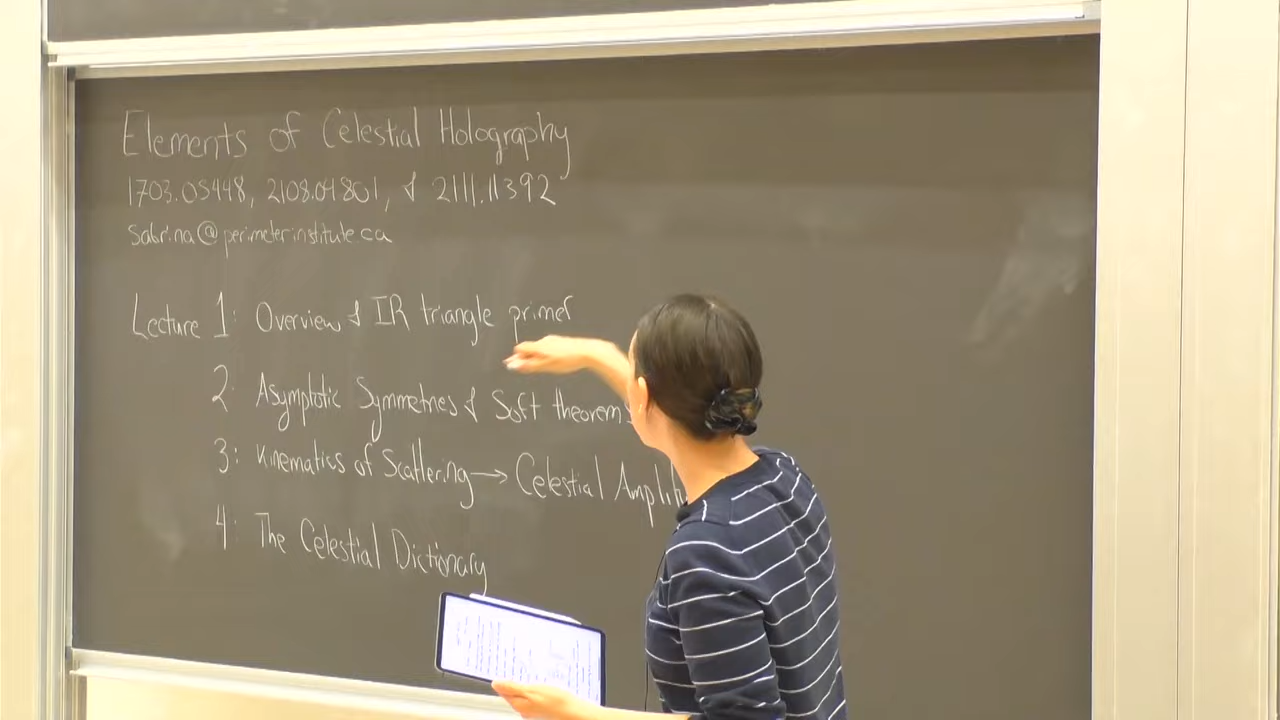 Elements of Celestial Holography
1703.05448, 2108.04801, & 2111.11392
sabrina@perimeterinstitute.ca
Lecture 1: Overview & IR triangle primer
2: Asymptotic Symmetries & Soft theorems
3: Kinematics of Scattering → Celestial Amplit
4: The Celestial Dictionary